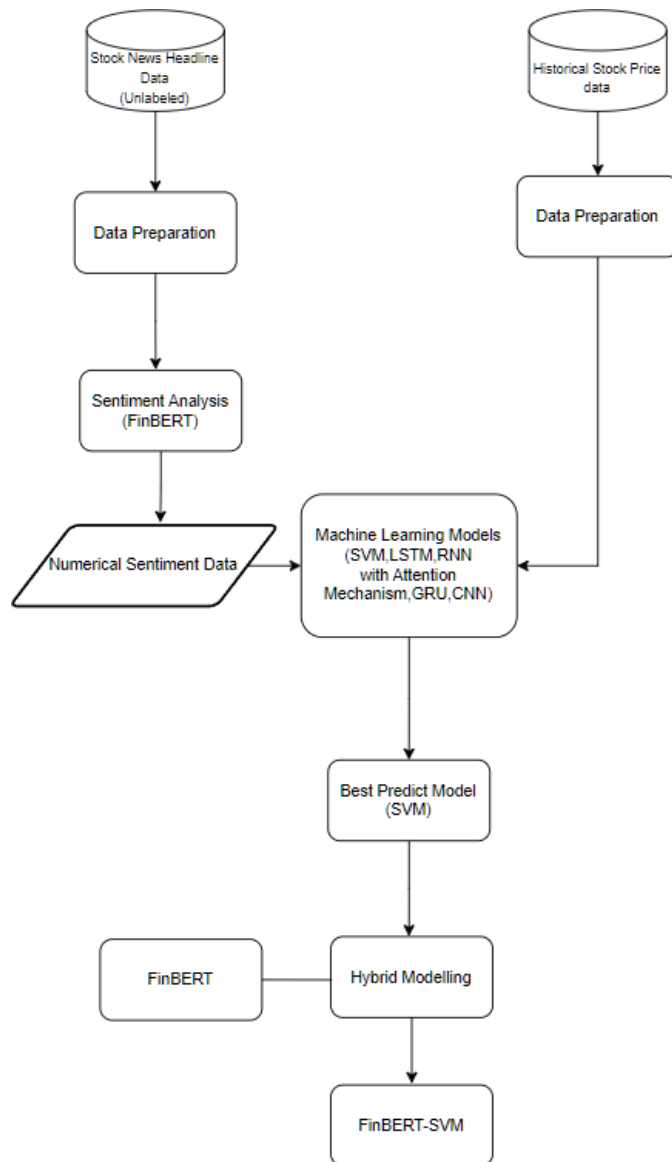 Stock News Headline
Data
(Unlabeled)
Historical Stock Price
data
Data Preparation
Data Preparation
Sentiment Analysis
(FinBERT)
Numerical Sentiment Data
Machine Learning Models
(SVM,LSTM,RNN
with Attention
Mechanism,GRU,CNN)
Best Predict Model
(SVM)
FinBERT
Hybrid Modelling
FinBERT-SVM